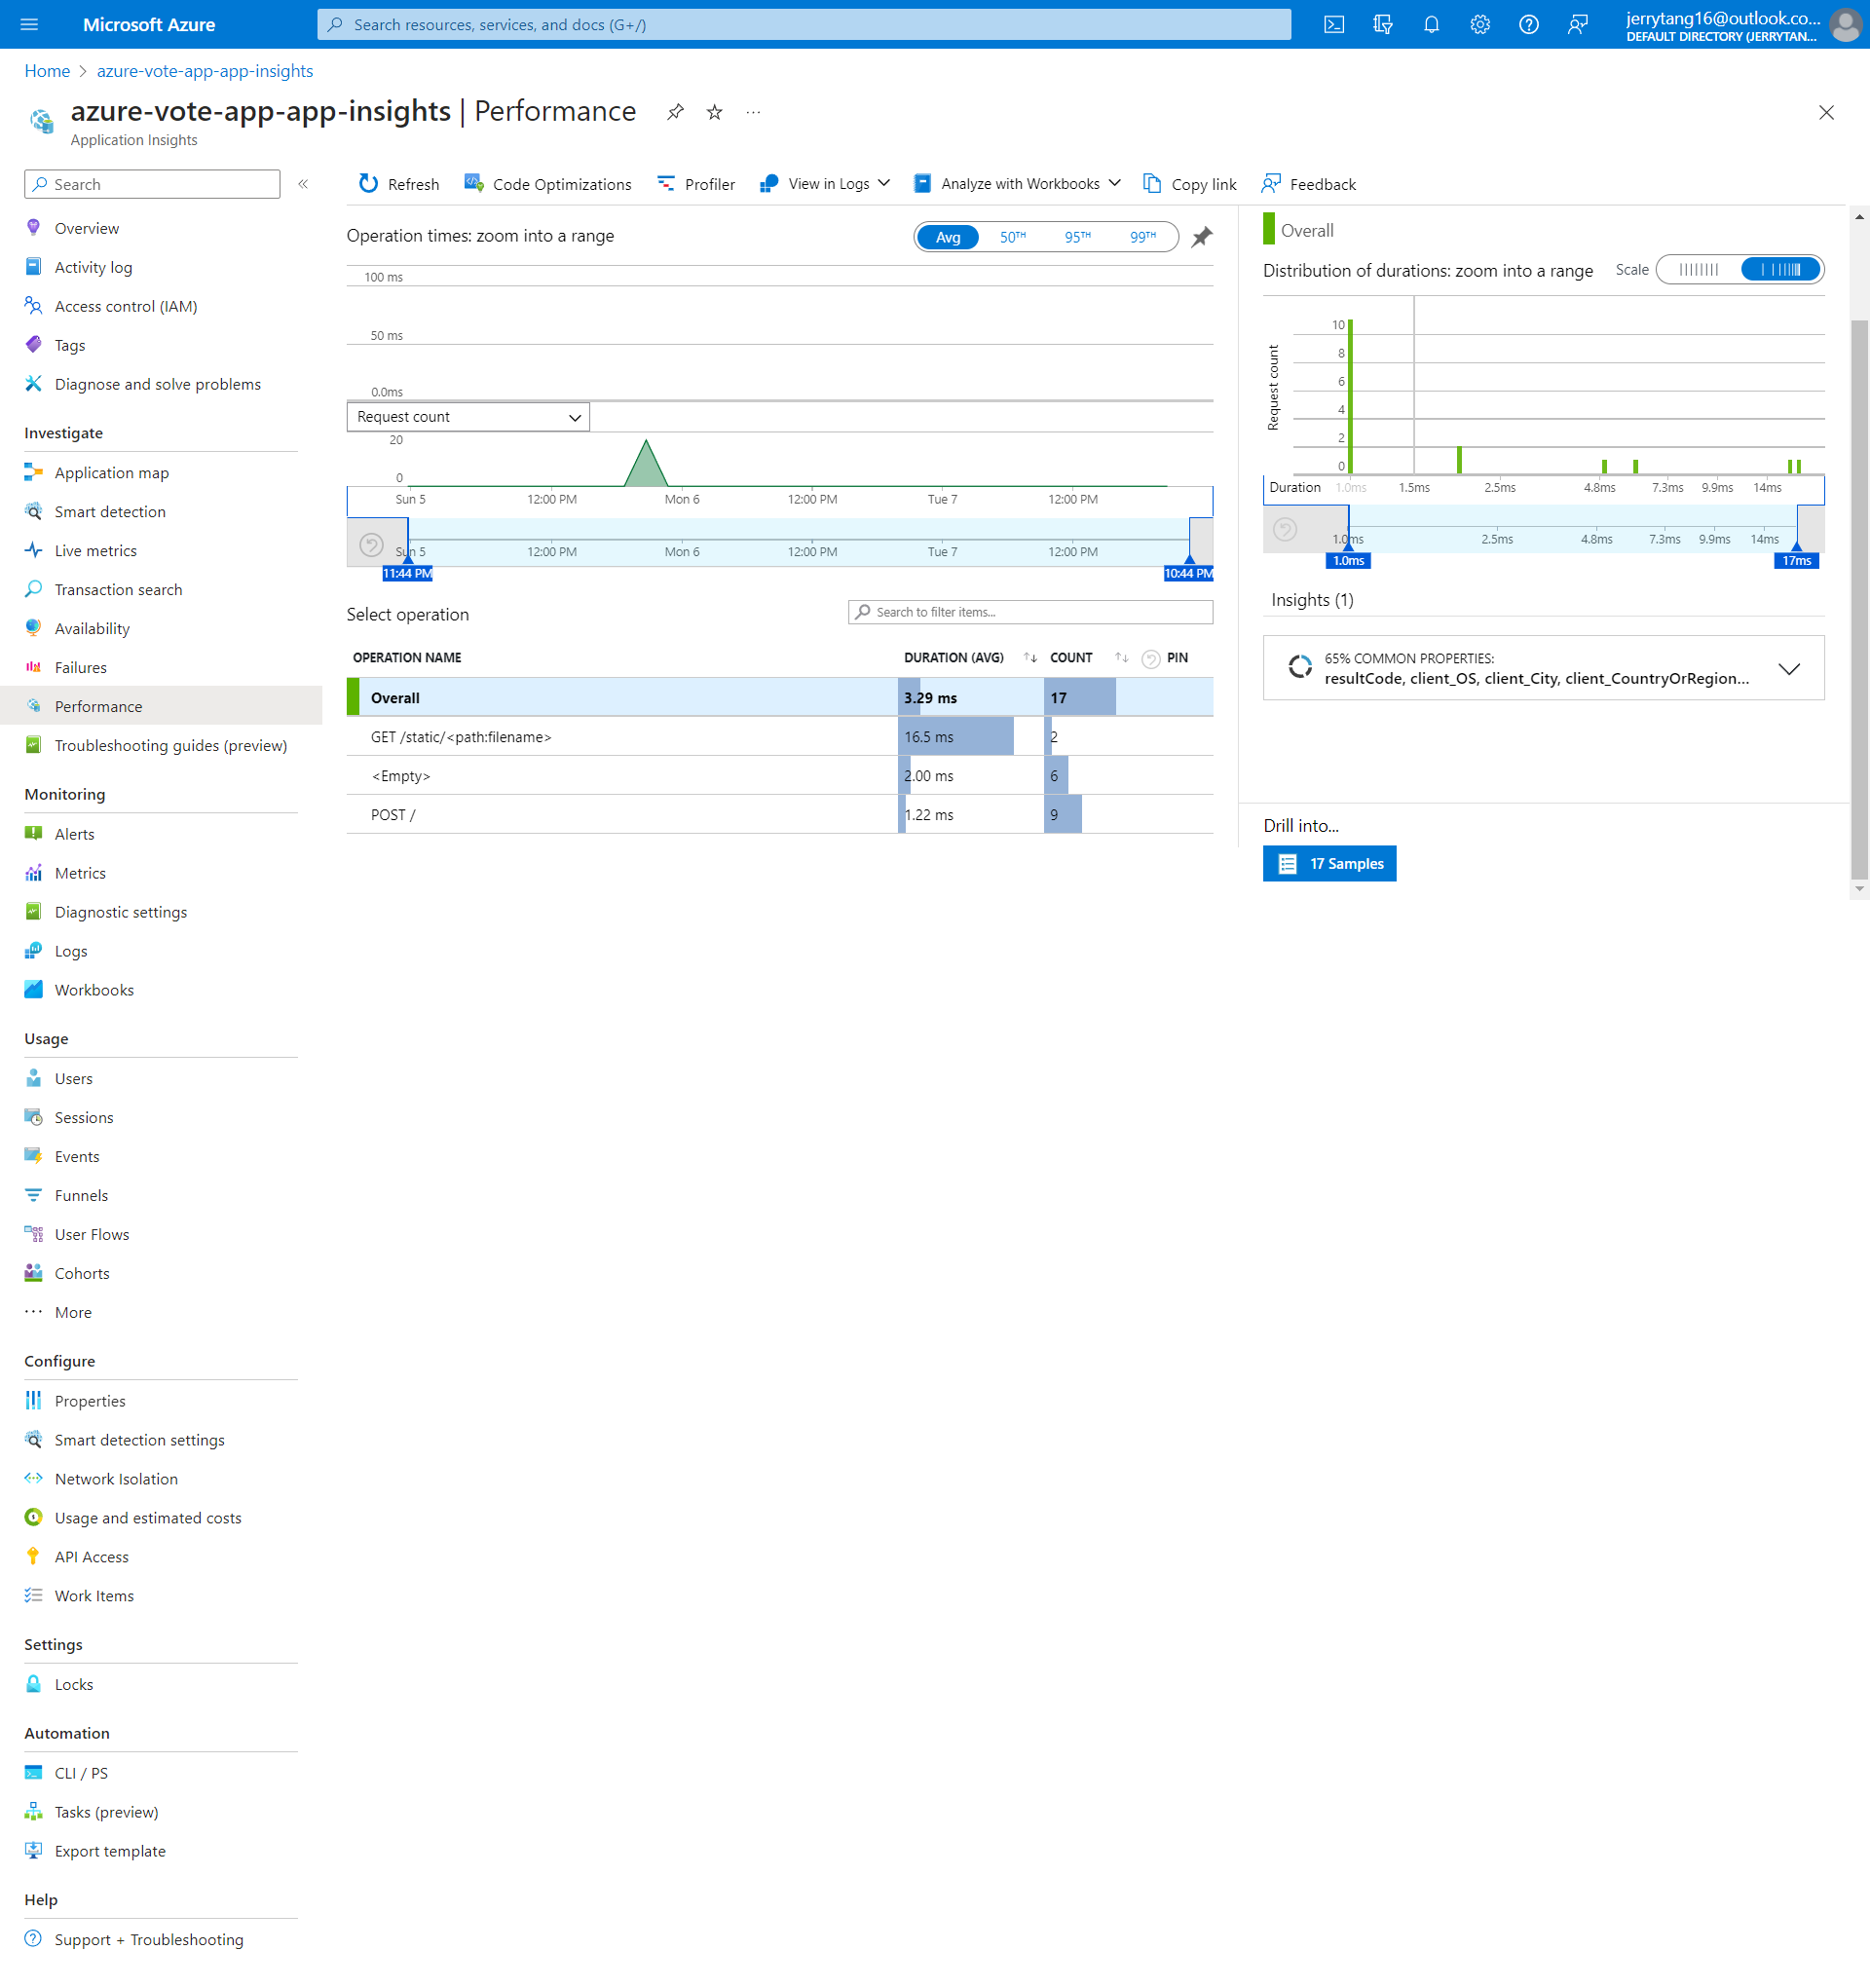 Microsoft Azure
Search resources, services, and docs (G+/)
jerrytang16@outlook.co...
DEFAULT DIRECTORY (JERRYTAN...
Home > azure-vote-app-app-insights
azure-vote-app-app-insights | Performance
Application Insights
Search
Refresh
Code Optimizations
Profiler
View in Logs
Analyze with Workbooks
Copy link
Feedback
Overview
Activity log
Access control (IAM)
Tags
Diagnose and solve problems
Investigate
Application map
Smart detection
Live metrics
Transaction search
Availability
Failures
Performance
Troubleshooting guides (preview)
Monitoring
Alerts
Metrics
Diagnostic settings
Logs
Workbooks
Usage
Users
Sessions
Events
Funnels
User Flows
Cohorts
More
Configure
Properties
Smart detection settings
Network Isolation
Usage and estimated costs
API Access
Work Items
Settings
Locks
Automation
CLI / PS
Tasks (preview)
Export template
Help
Support + Troubleshooting
Operation times: zoom into a range
Avg 50TH 95TH 99TH
100 ms
50 ms
0.0ms
Request count
20
0
Sun 5 12:00 PM Mon 6 12:00 PM Tue 7 12:00 PM
Sun 5 12:00 PM Mon 6 12:00 PM Tue 7 12:00 PM
11:44 PM 10:44 PM
Select operation
Search to filter items...
OPERATION NAME DURATION (AVG) COUNT PIN
Overall 3.29 ms 17
GET /static/<path:filename> 16.5 ms 2
<Empty> 2.00 ms 6
POST / 1.22 ms 9
Overall
Distribution of durations: zoom into a range
Scale
Request count
10
8
6
4
2
0
Duration 1.0ms 1.5ms 2.5ms 4.8ms 7.3ms 9.9ms 14ms
1.0ms 2.5ms 4.8ms 7.3ms 9.9ms 14ms
1.0ms 17ms
Insights (1)
65% COMMON PROPERTIES:
resultCode, client_OS, client_City, client_CountryOrRegion...
Drill into...
17 Samples